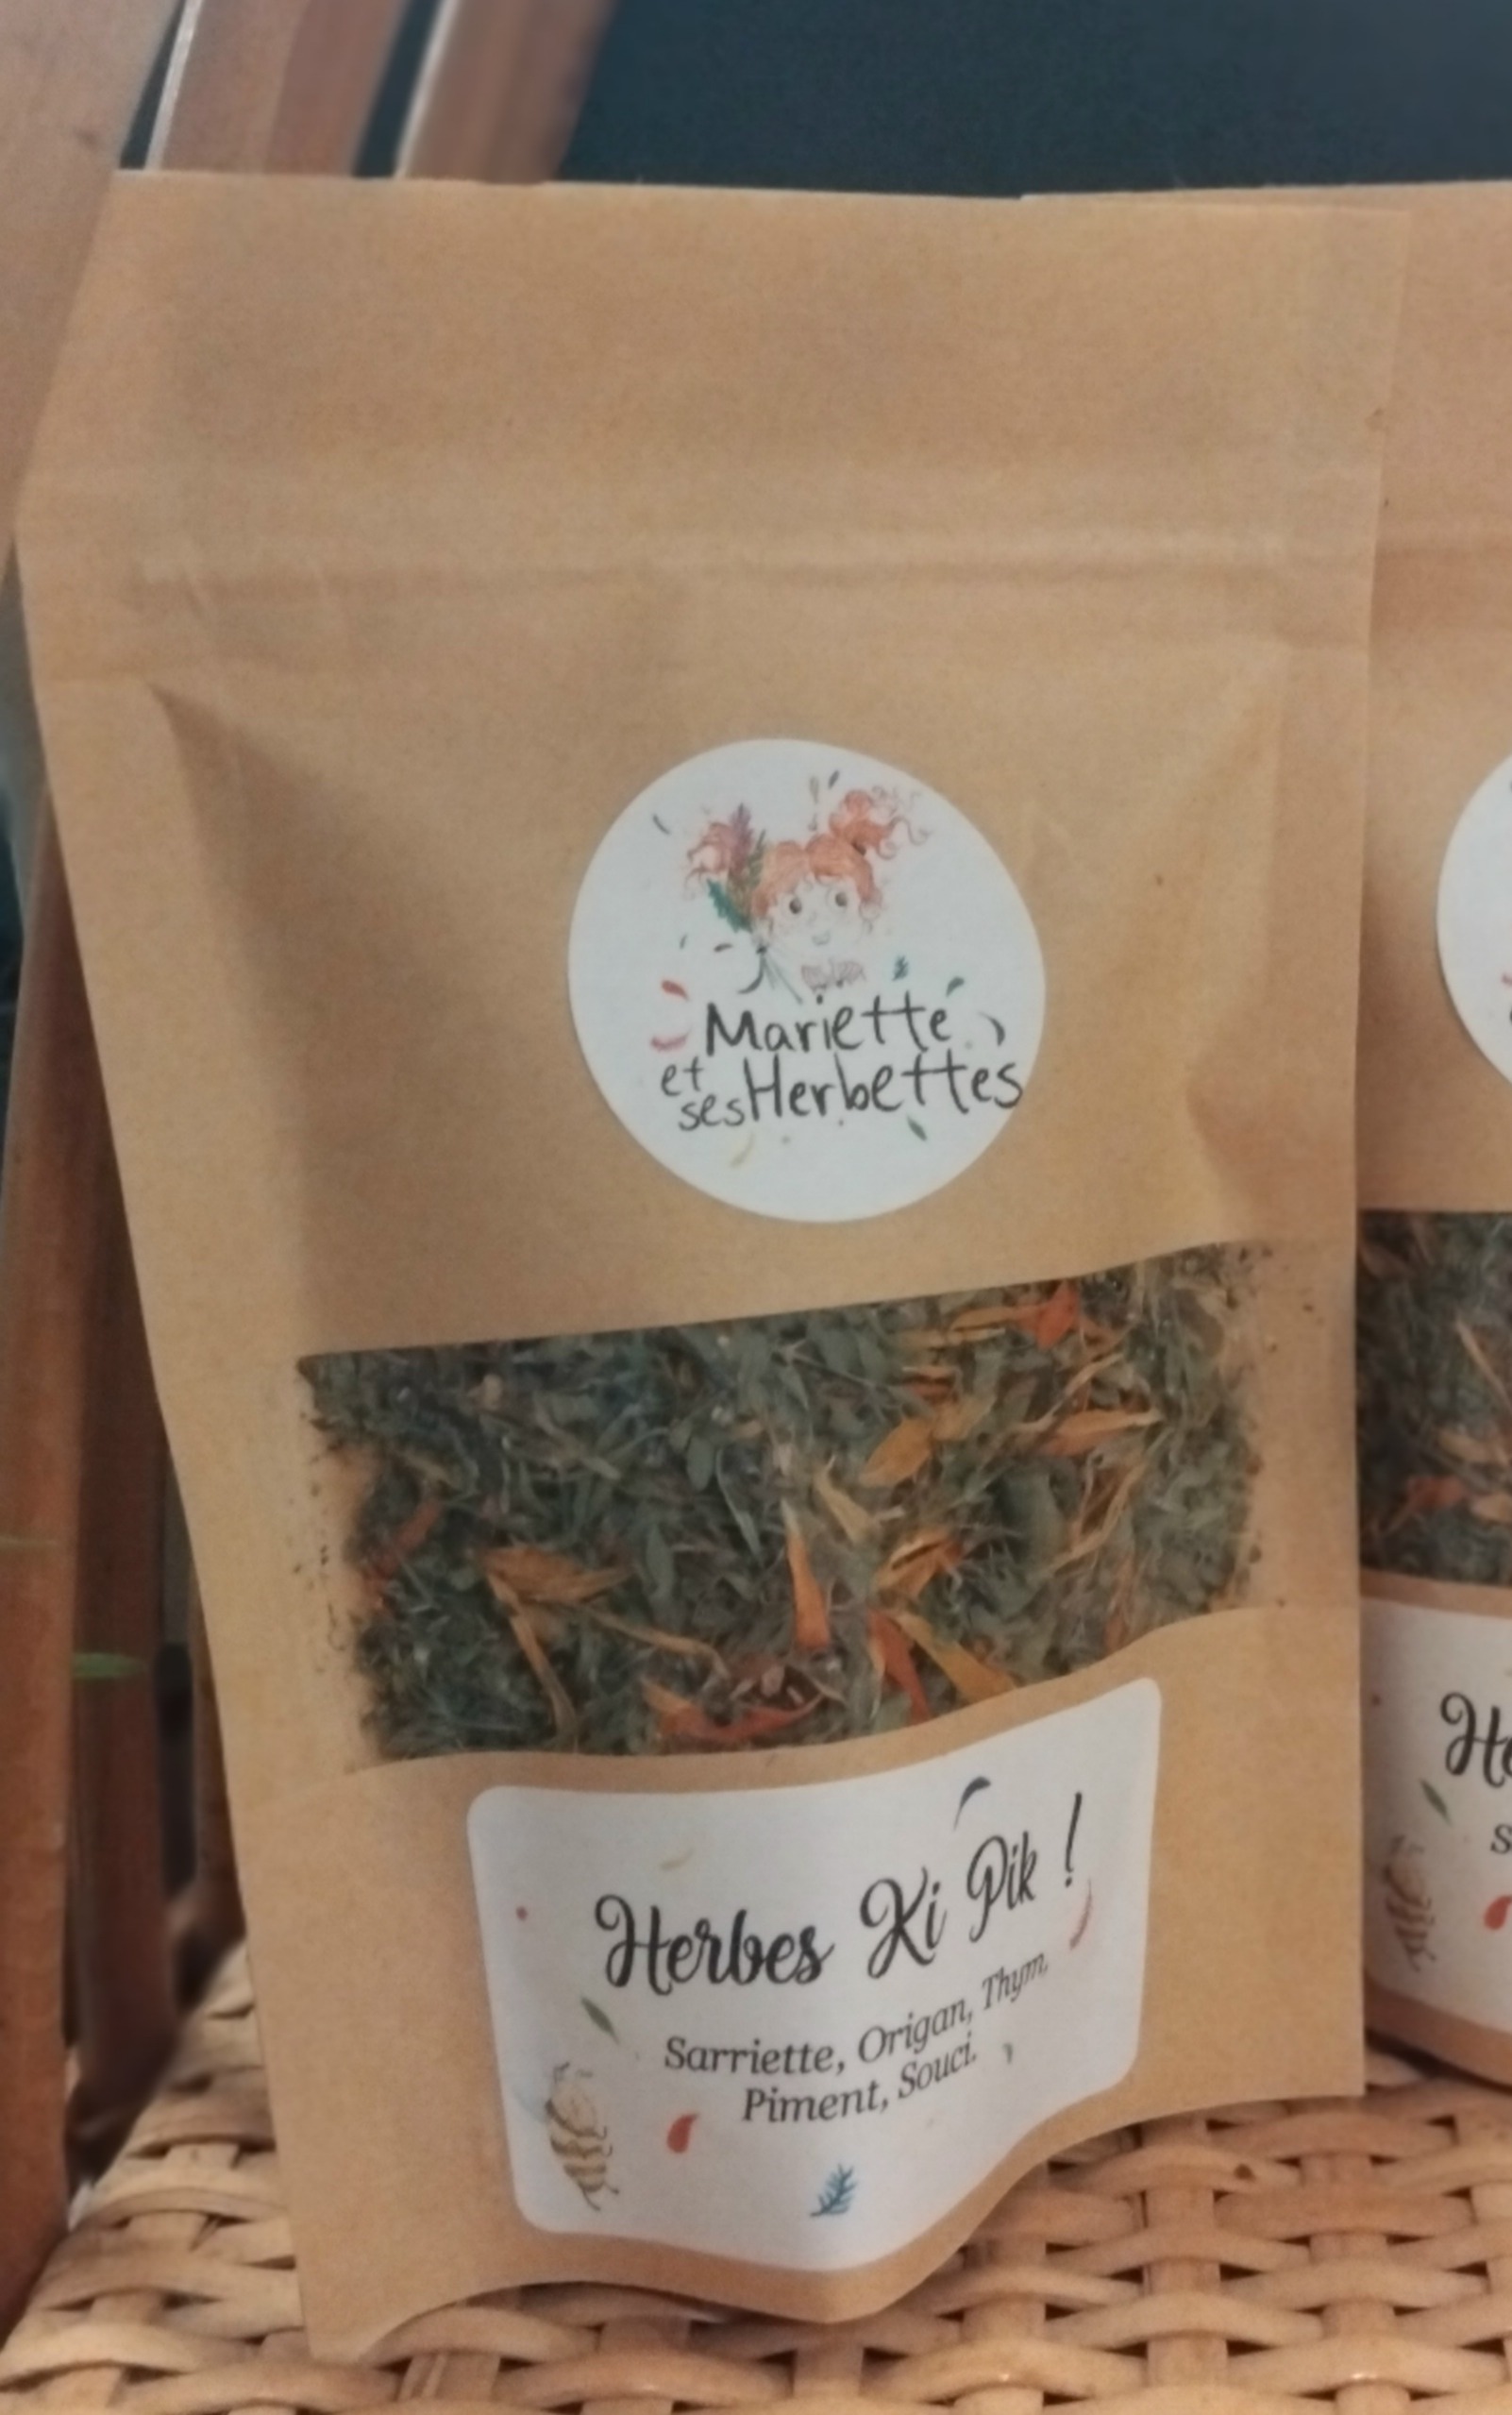 Mariette
et
ses Herbettes
Herbes Ki Pik !
Sarriette, Origan, Thym,
Piment, Souci.